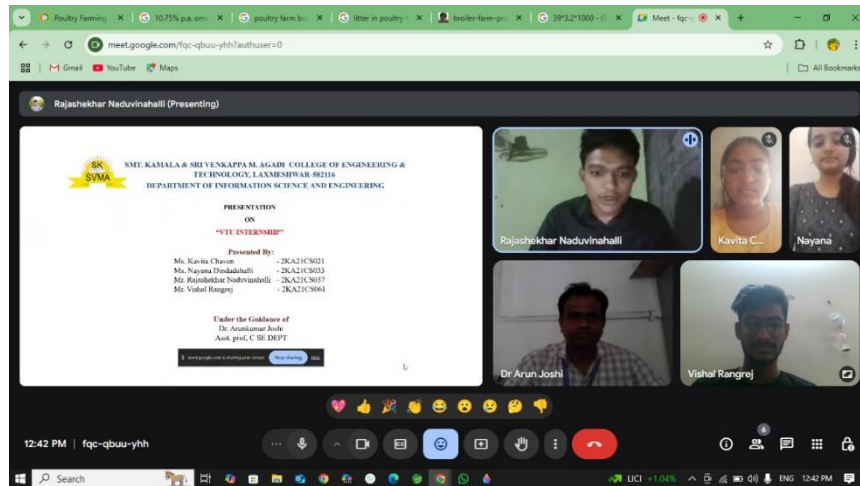 Poultry Farming
10.75% p.a. on
poultry farm bu
litter in poultry
broiler-farm-pr
39*3.2*1000 - G
Meet - fqc-q
meet.google.com/fqc-qbuu-yhh?authuser=0
Gmail YouTube Maps
All Bookmarks
Rajashekhar Naduvinahalli (Presenting)
SK
SVMA
SMT. KAMALA & SRI VENKAPPA M. AGADI COLLEGE OF ENGINEERING &
TECHNOLOGY, LAXMESHWAR-582116
DEPARTMENT OF INFORMATION SCIENCE AND ENGINEERING
PRESENTATION
ON
"VTU INTERNSHIP"
Presented By:
Ms. Kavita Chavan - 2KA21CS021
Ms. Nayana Dindadahalli - 2KA21CS033
Mr. Rajashekhar Naduvinahalli - 2KA21CS037
Mr. Vishal Rangrej - 2KA21CS061
Under the Guidance of
Dr. Arunkumar Joshi
Asst. prof, C SE DEPT
meet.google.com is sharing your screen. Stop sharing Hide
Rajashekhar Naduvinahalli
Kavita C...
Nayana
Dr Arun Joshi
Vishal Rangrej
12:42 PM | fqc-qbuu-yhh
6
Search
LICI +1.04%
ENG 12:42 PM